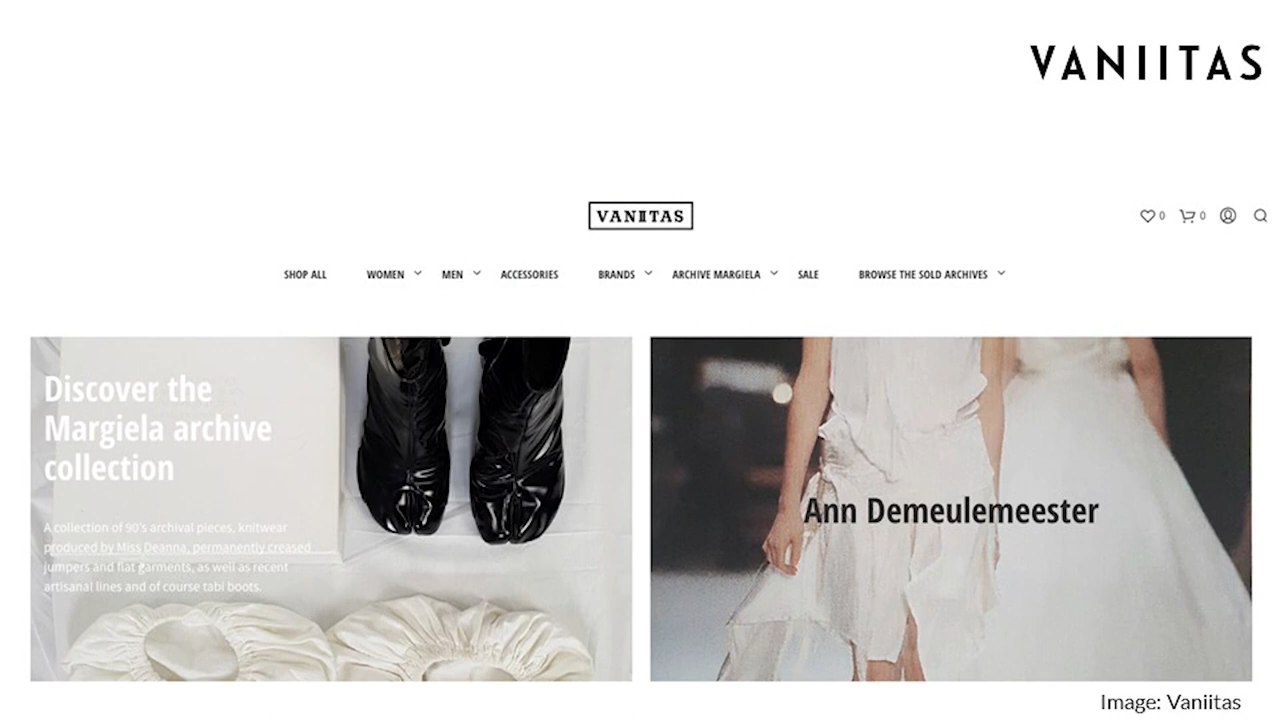 VANIITAS
VANIITAS
0 0
SHOP ALL WOMEN MEN ACCESSORIES BRANDS ARCHIVE MARGIELA SALE BROWSE THE SOLD ARCHIVES
Discover the
Margiela archive
collection
A collection of 90's archival pieces, knitwear
produced by Miss Deanna, permanently creased
jumpers and flat garments, as well as recent
artisanal lines and of course tabi boots.
Ann Demeulemeester
Image: Vaniitas